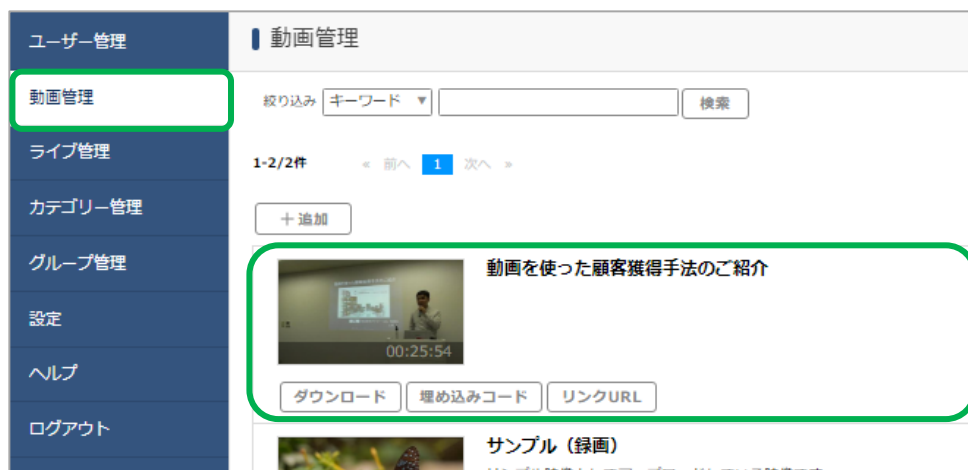 ユーザー管理
動画管理
ライブ管理
カテゴリー管理
グループ管理
設定
ヘルプ
ログアウト
動画管理
絞り込み キーワード ▼ 検索
1-2/2件 « 前へ 1 次へ »
＋追加
動画を使った顧客獲得手法のご紹介
00:25:54
ダウンロード 埋め込みコード リンクURL
サンプル（録画）